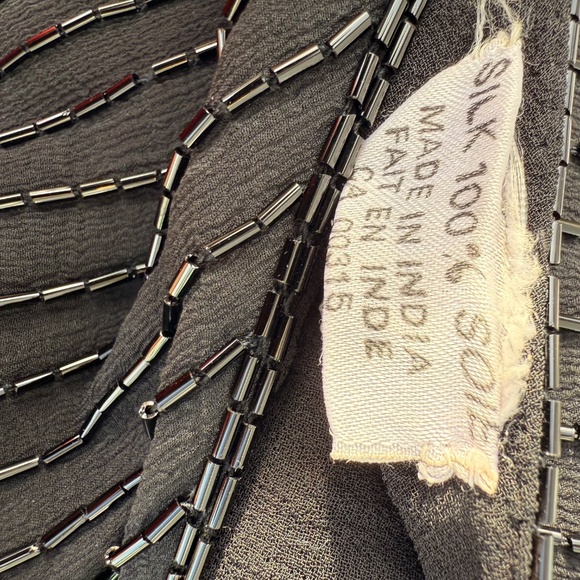 SILK 100% SOIE
MADE IN INDIA
FAIT EN INDE
CA 00315